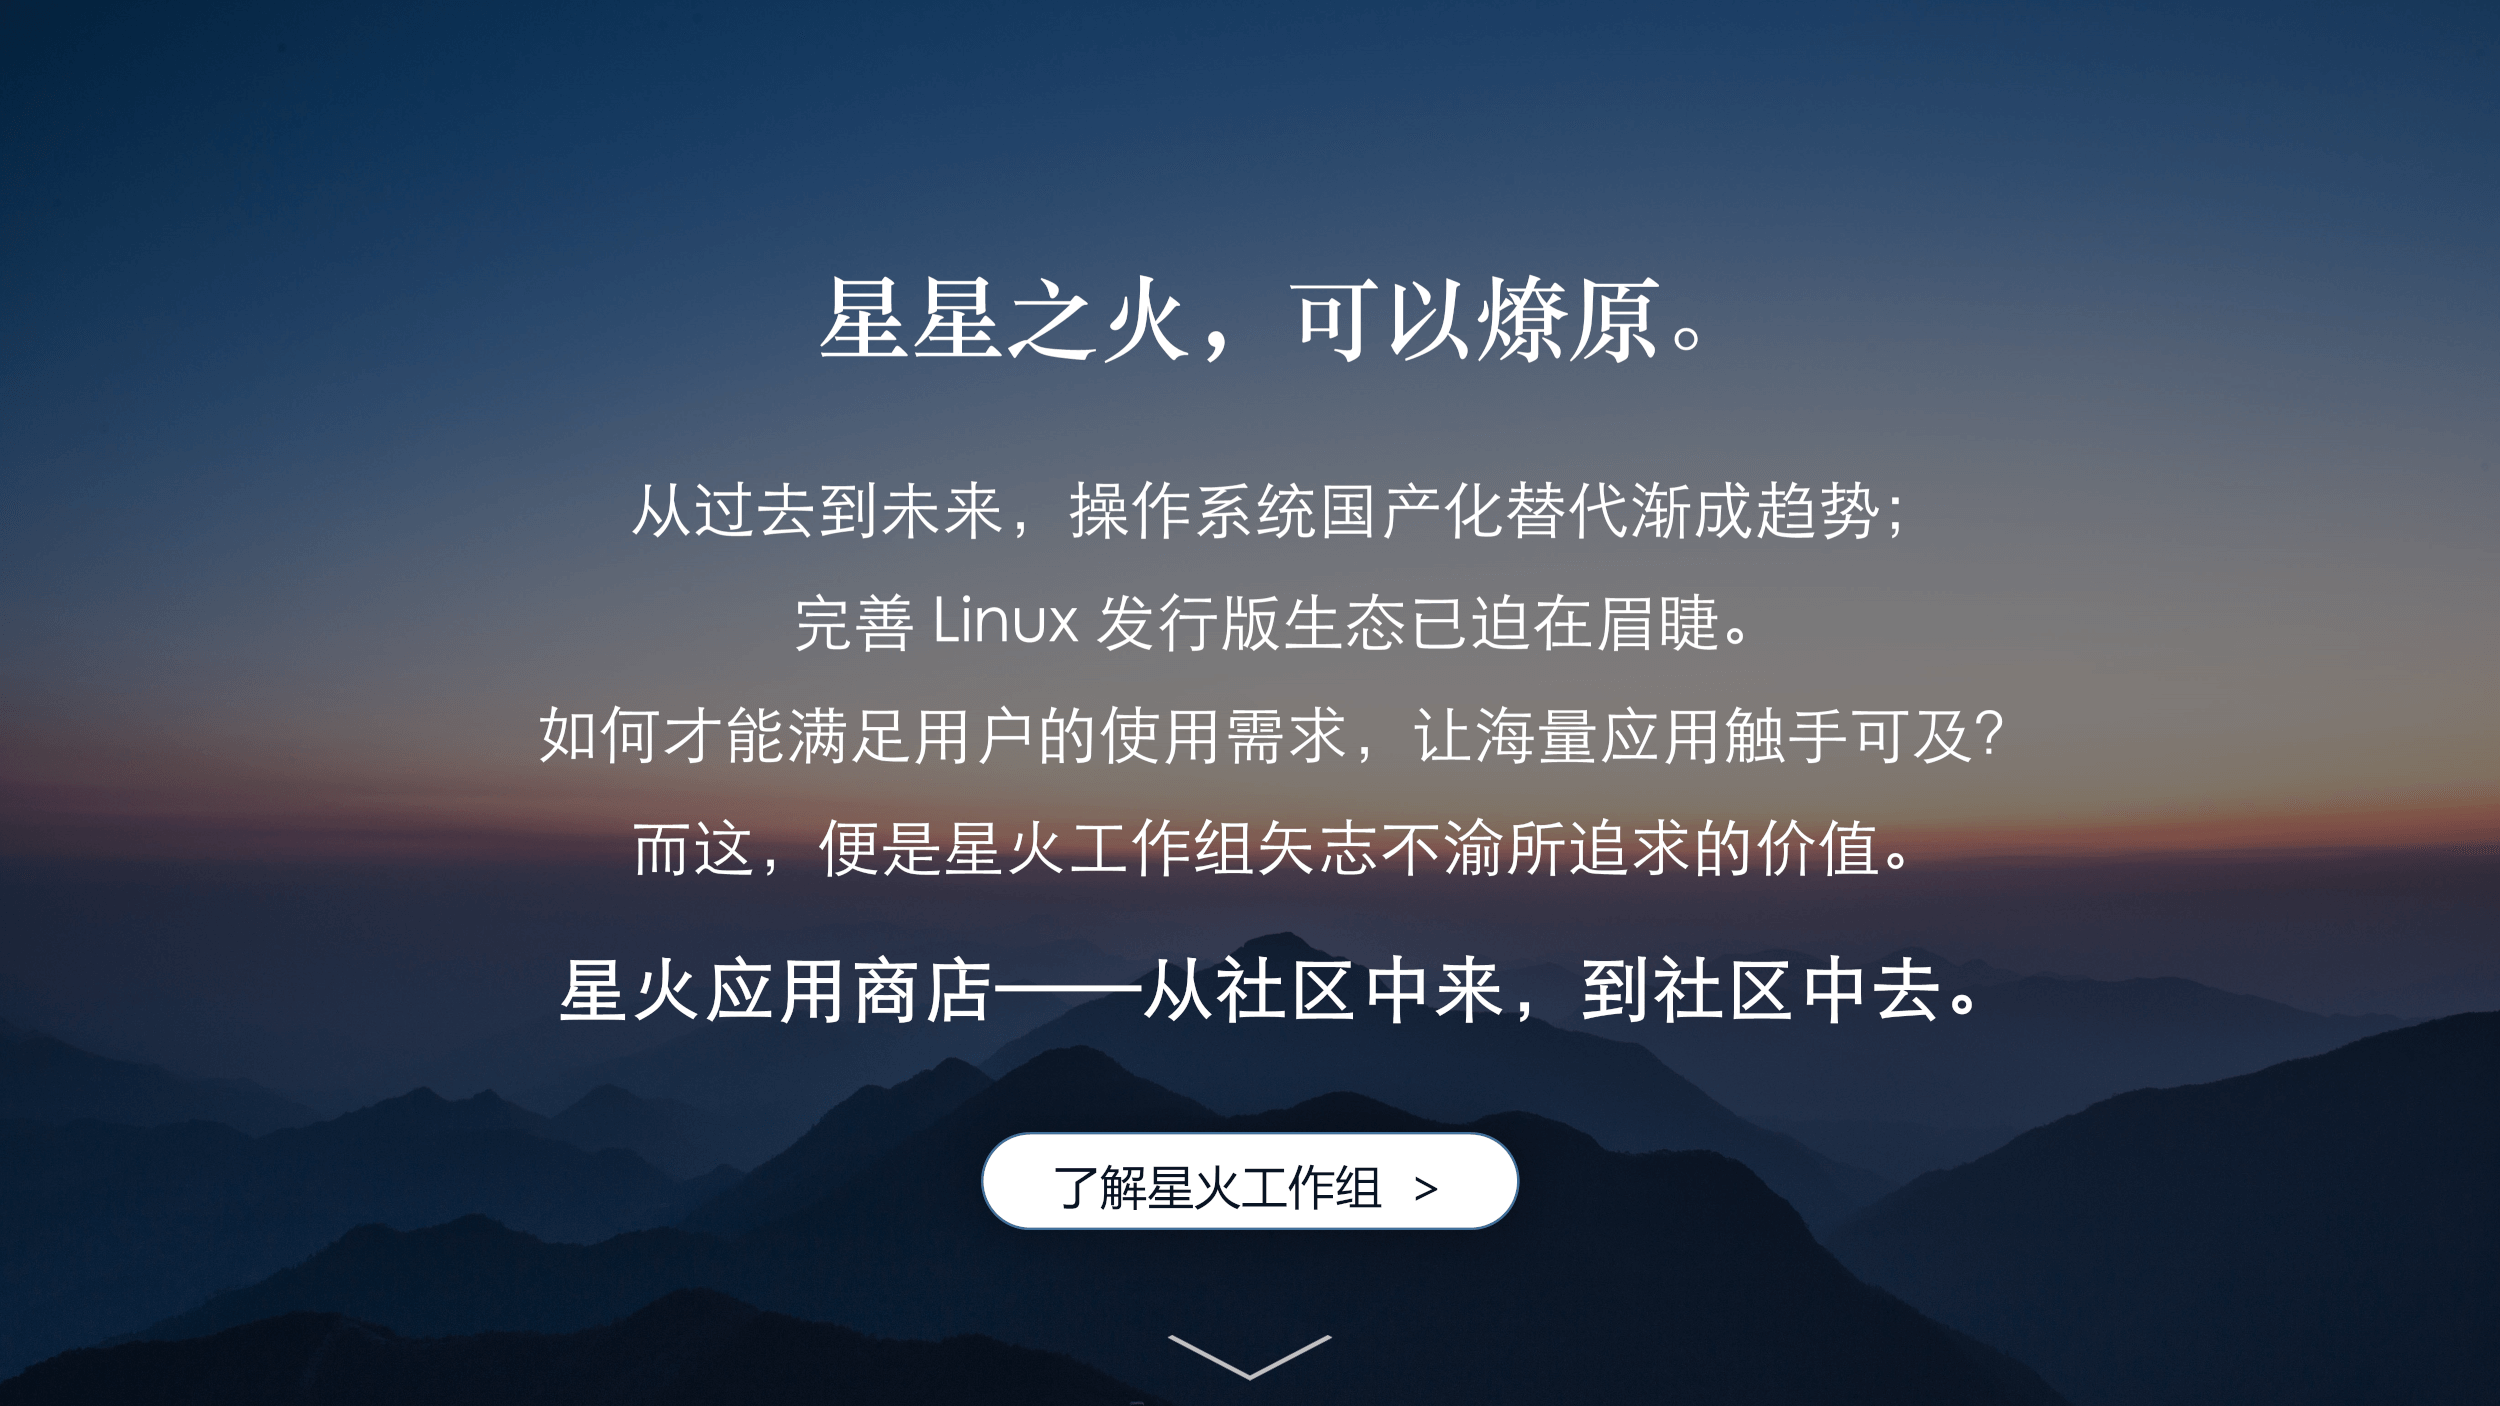 星星之火，可以燎原。
从过去到未来，操作系统国产化替代渐成趋势；
完善 Linux 发行版生态已迫在眉睫。
如何才能满足用户的使用需求，让海量应用触手可及？
而这，便是星火工作组矢志不渝所追求的价值。
星火应用商店——从社区中来，到社区中去。
了解星火工作组 >